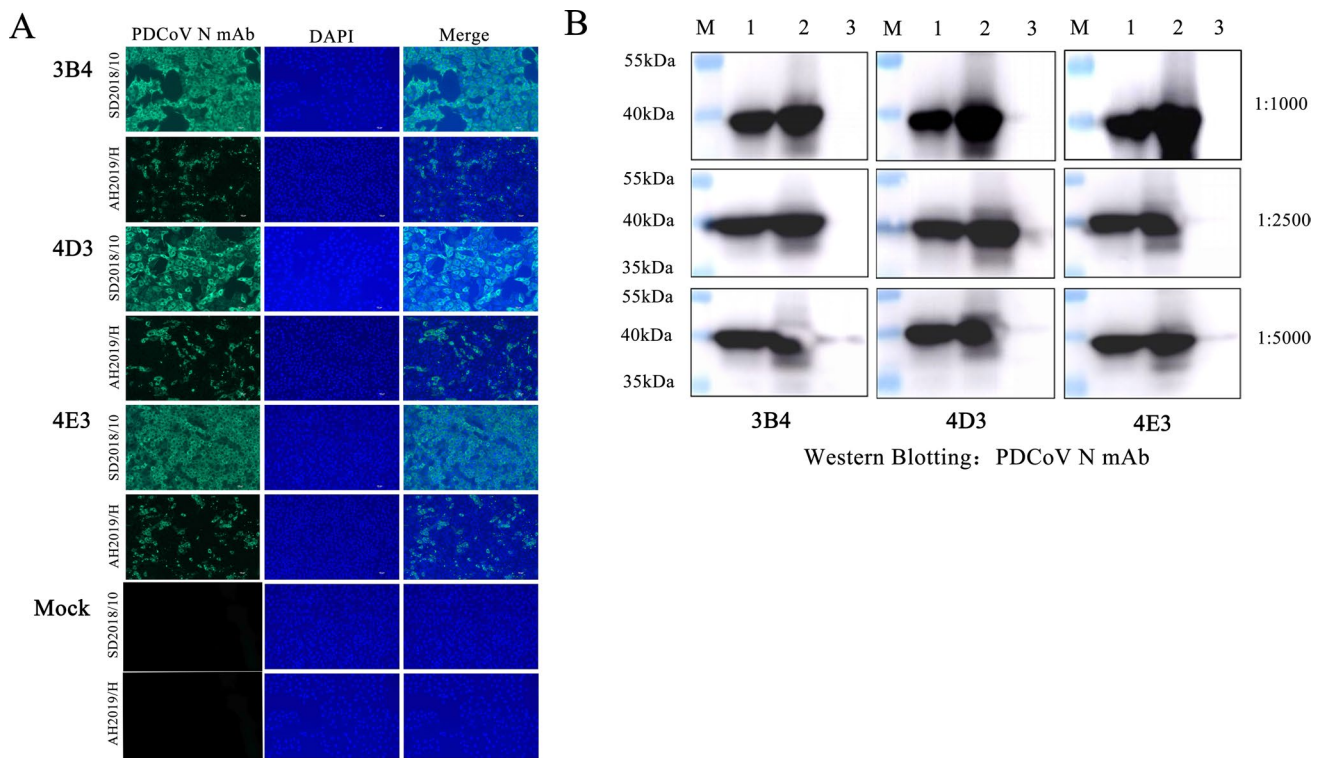 A
PDCoV N mAb DAPI Merge
3B4
SD2018/10
AH2019/H
4D3
SD2018/10
AH2019/H
4E3
SD2018/10
AH2019/H
Mock
SD2018/10
AH2019/H
B
M 1 2 3 M 1 2 3 M 1 2 3
55kDa
40kDa
1:1000
55kDa
40kDa
35kDa
1:2500
55kDa
40kDa
35kDa
1:5000
3B4 4D3 4E3
Western Blotting: PDCoV N mAb